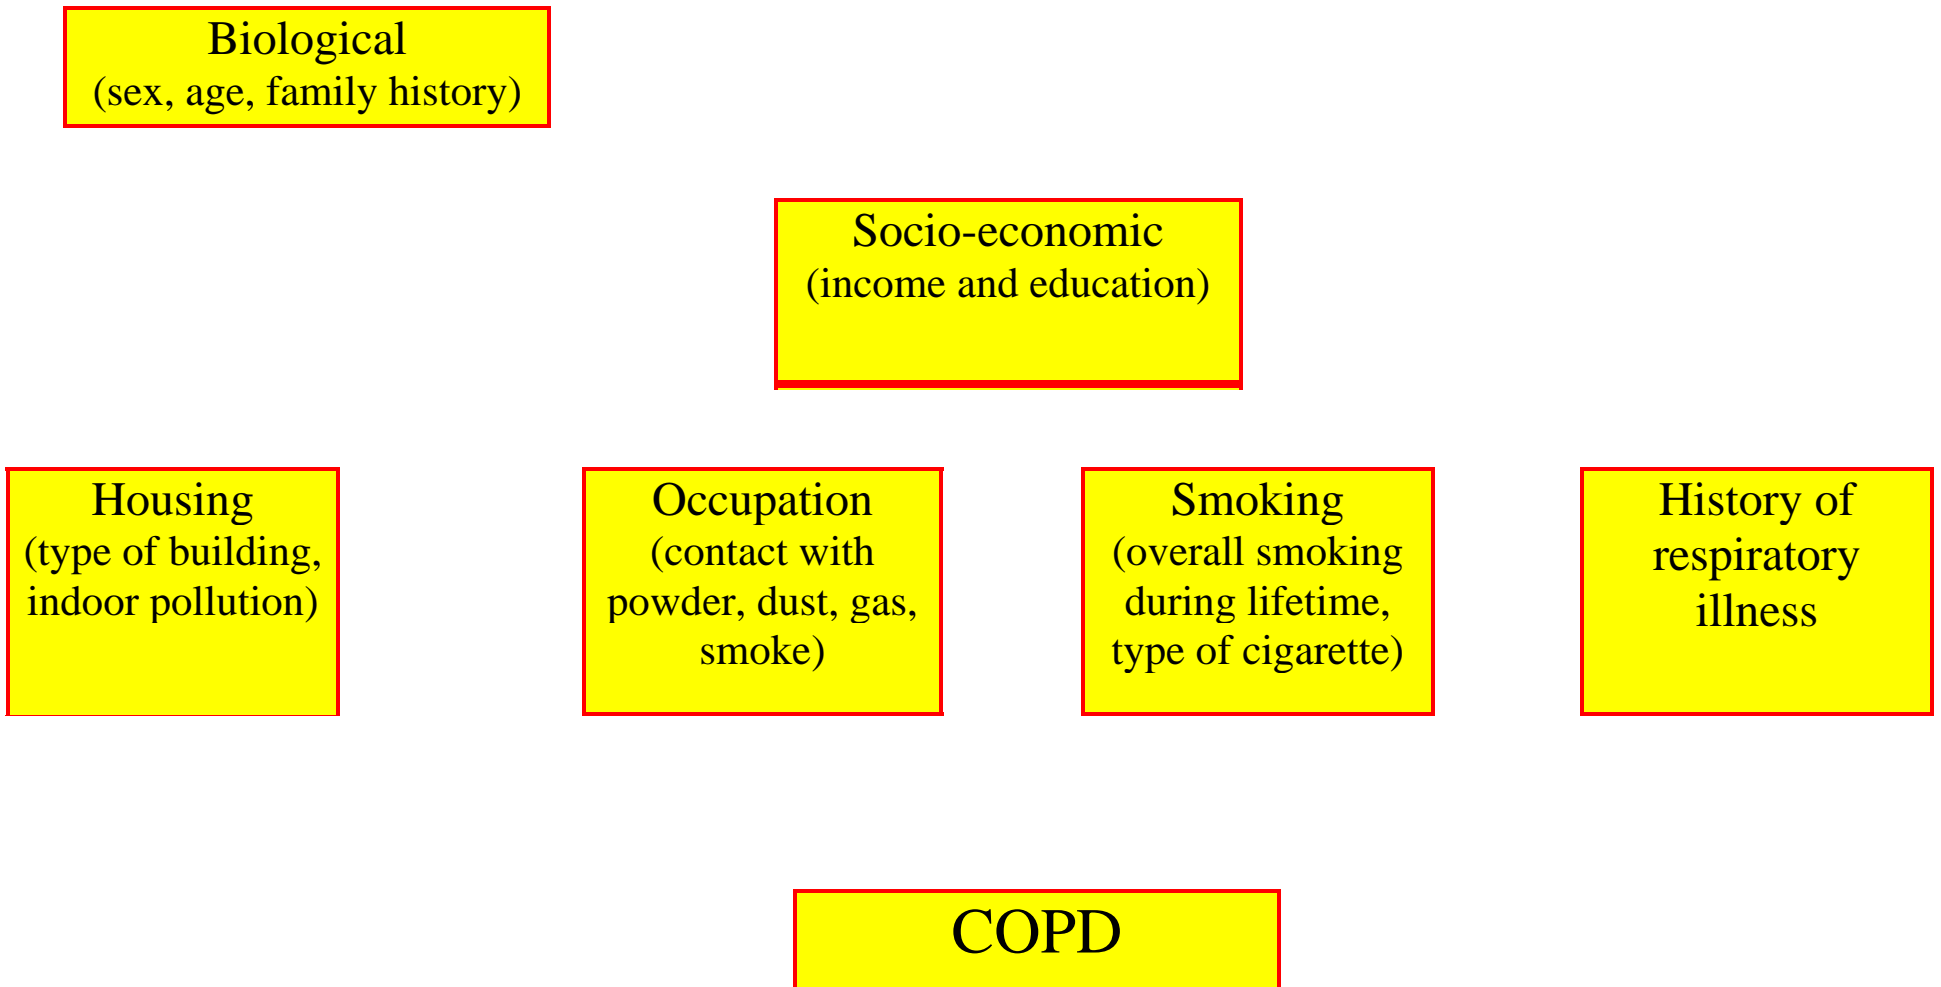 Biological
(sex, age, family history)
Socio-economic
(income and education)
Housing
(type of building,
indoor pollution)
Occupation
(contact with
powder, dust, gas,
smoke)
Smoking
(overall smoking
during lifetime,
type of cigarette)
History of
respiratory
illness
COPD